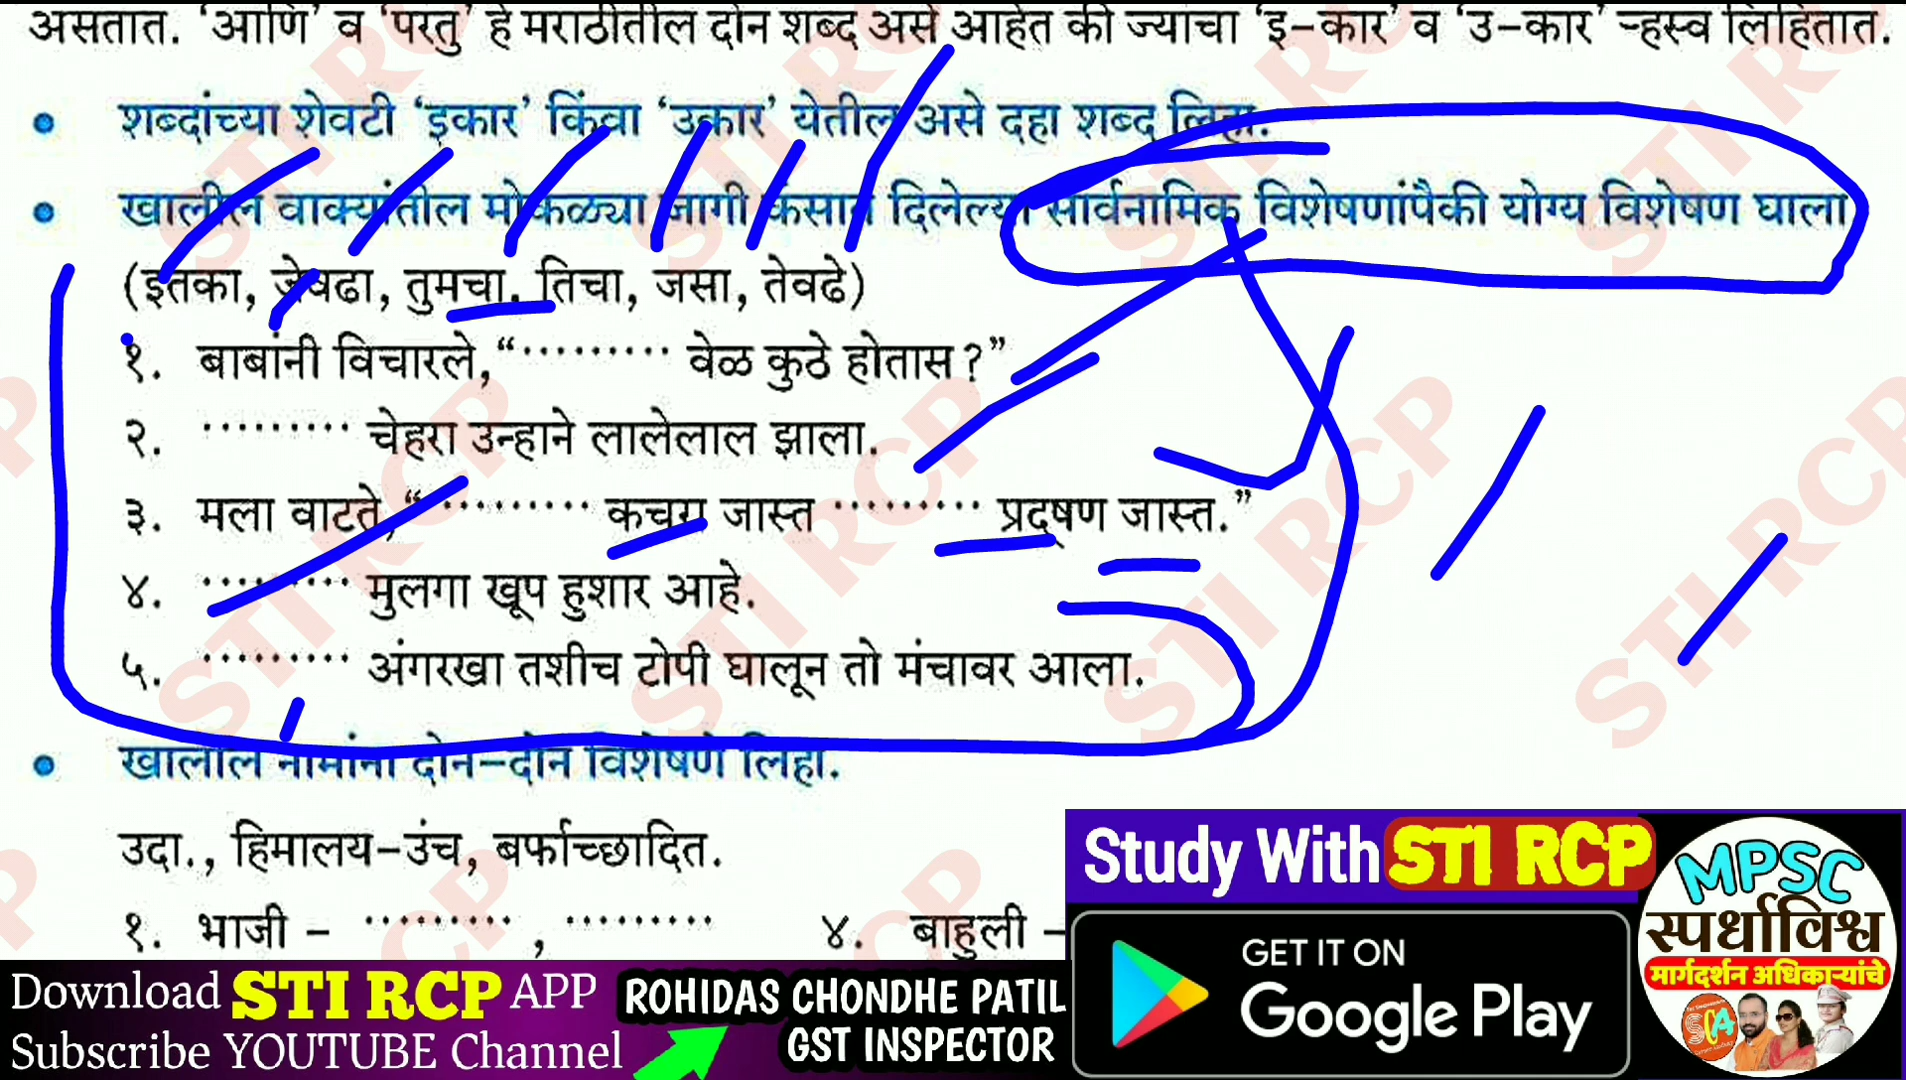 असतात. ‘आणि’ व ‘परंतु’ हे मराठीतील दोन शब्द असे आहेत की ज्यांचा ‘इ-कार’ व ‘उ-कार’ ऱ्हस्व लिहितात.
• शब्दांच्या शेवटी ‘इकार’ किंवा ‘उकार’ येतील असे दहा शब्द लिहा.
• खालील वाक्यांतील मोकळ्या जागी कंसात दिलेल्या सार्वनामिक विशेषणांपैकी योग्य विशेषण घाला
(इतका, जेवढा, तुमचा, तिचा, जसा, तेवढे)
१. बाबांनी विचारले, “·········· वेळ कुठे होतास?”
२. ·········· चेहरा उन्हाने लालेलाल झाला.
३. मला वाटते, “·········· कचरा जास्त ·········· प्रदूषण जास्त.”
४. ·········· मुलगा खूप हुशार आहे.
५. ·········· अंगरखा तशीच टोपी घालून तो मंचावर आला.
• खालील नामांना दोन-दोन विशेषणे लिहा.
उदा., हिमालय-उंच, बर्फाच्छादित.
१. भाजी - ··········, ·········· ४. बाहुली -
Study With STI RCP
GET IT ON
Google Play
MPSC
स्पर्धाविश्व
मार्गदर्शन अधिकाऱ्यांचे
Download STI RCP APP
Subscribe YOUTUBE Channel
ROHIDAS CHONDHE PATIL
GST INSPECTOR
STI RCP